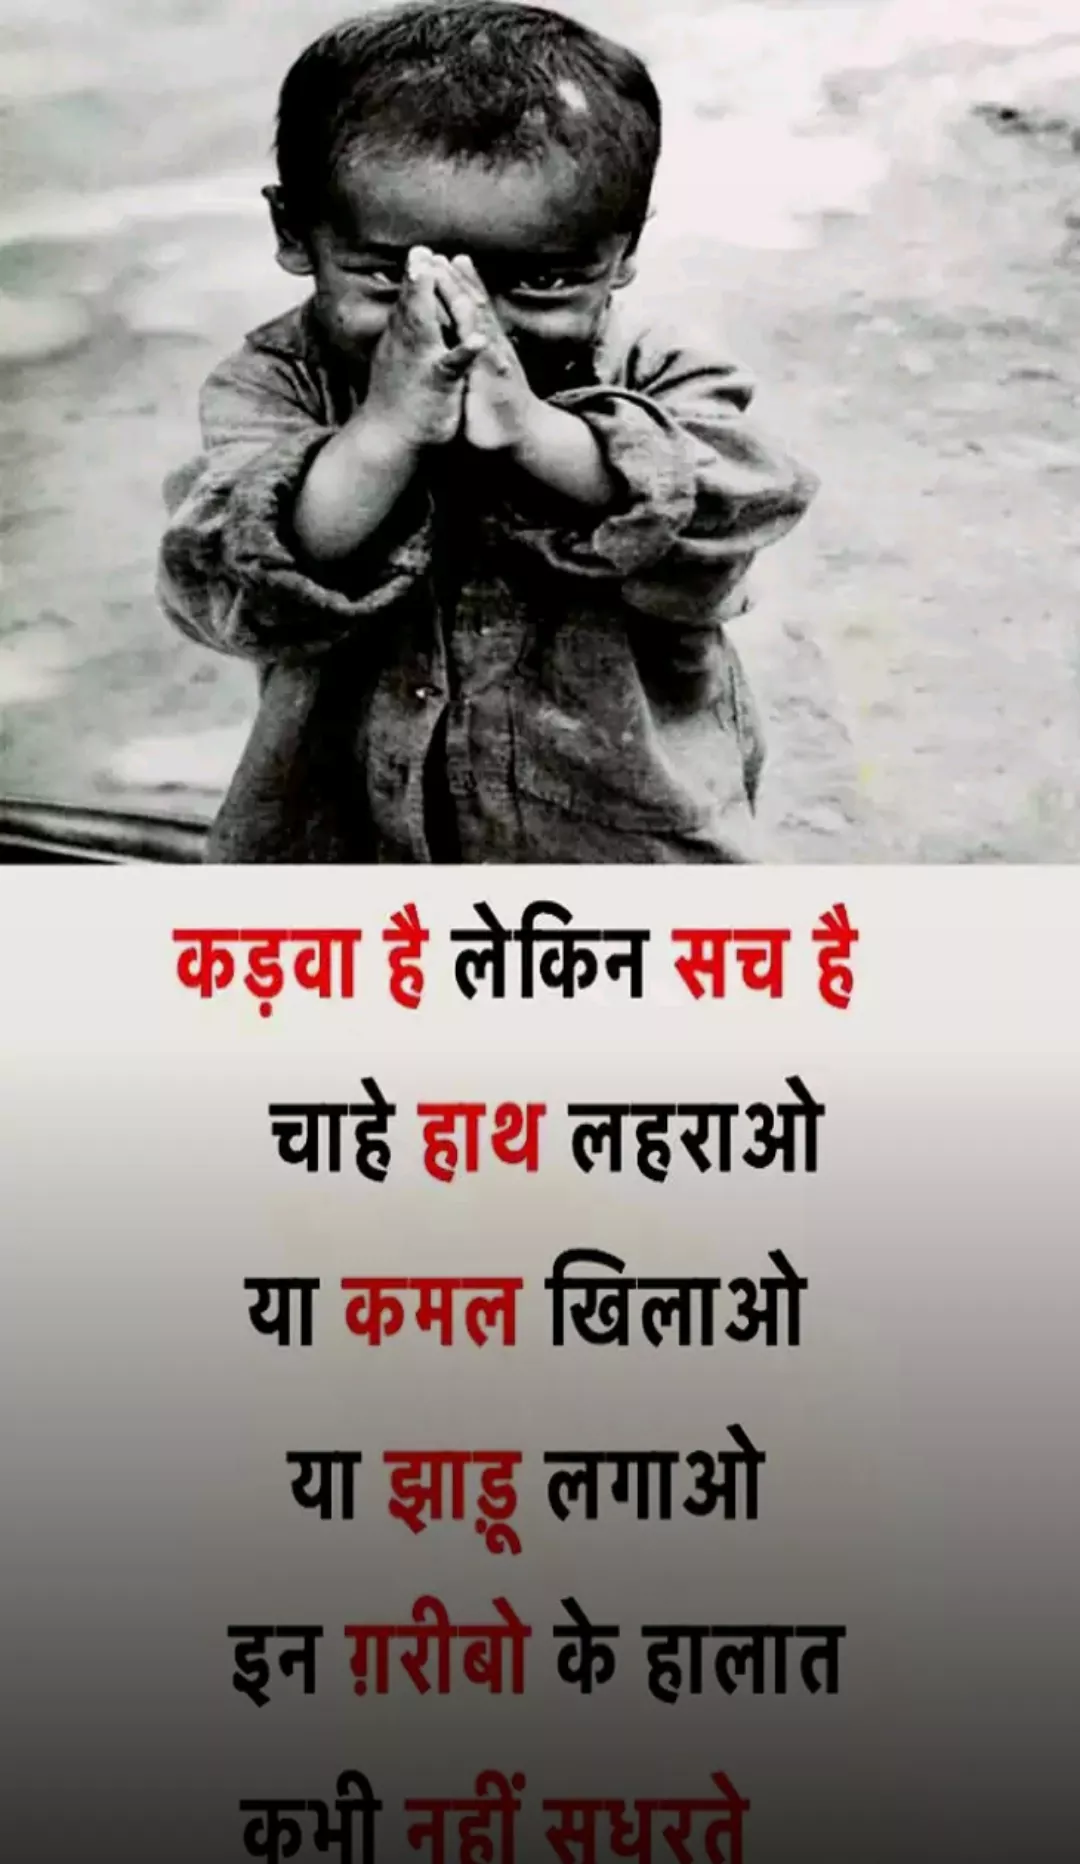 कड़वा है लेकिन सच है
चाहे हाथ लहराओ
या कमल खिलाओ
या झाड़ू लगाओ
इन ग़रीबो के हालात
कभी नहीं सुधरते